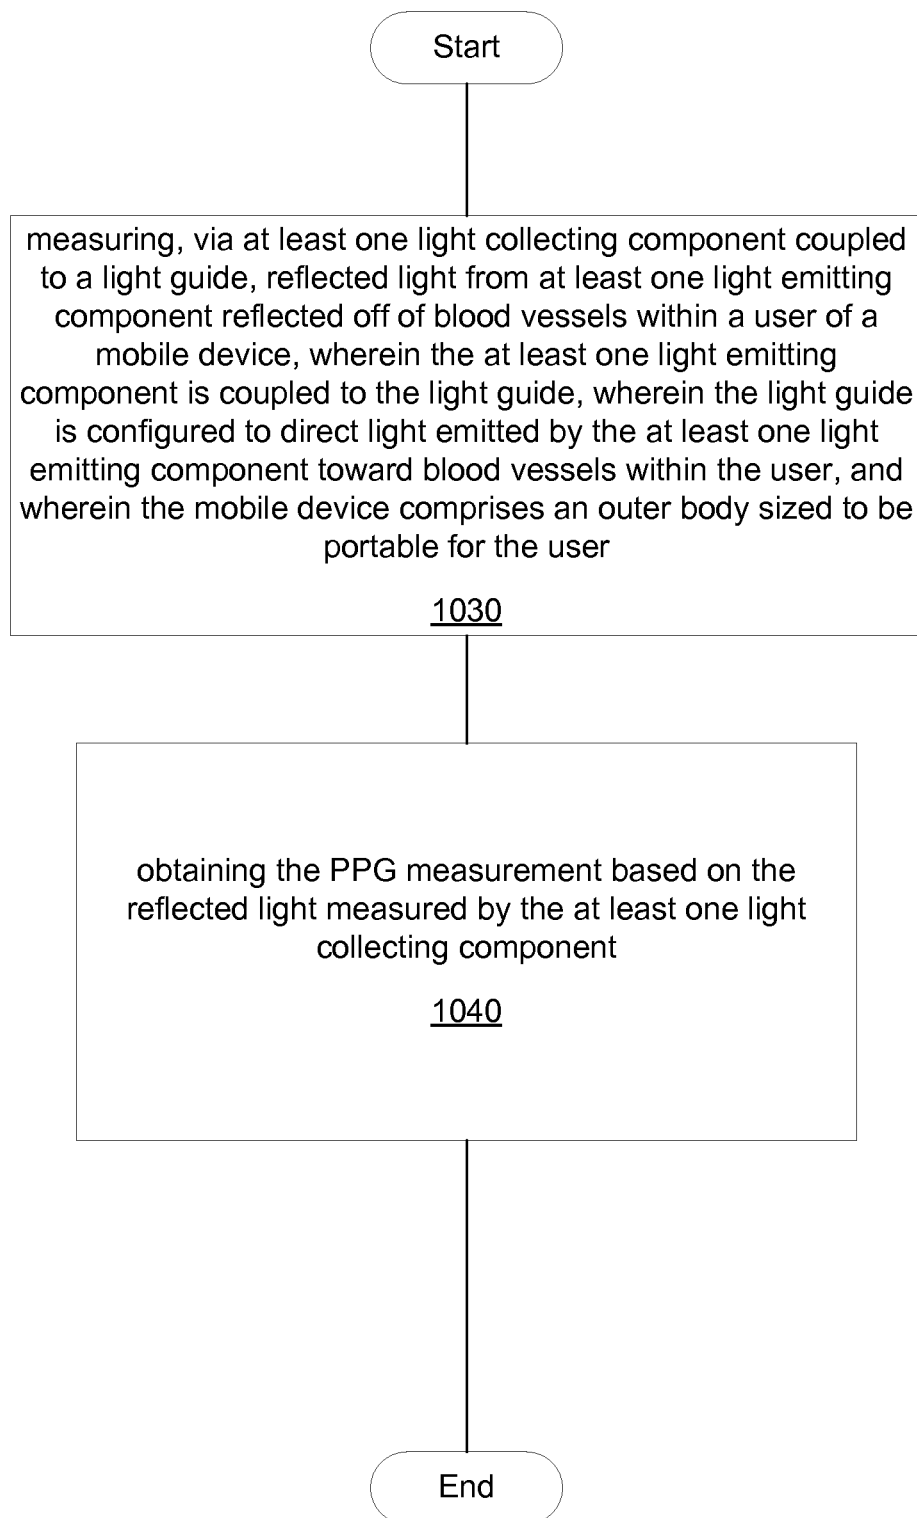 Start
measuring, via at least one light collecting component coupled
to a light guide, reflected light from at least one light emitting
component reflected off of blood vessels within a user of a
mobile device, wherein the at least one light emitting
component is coupled to the light guide, wherein the light guide
is configured to direct light emitted by the at least one light
emitting component toward blood vessels within the user, and
wherein the mobile device comprises an outer body sized to be
portable for the user
1030
obtaining the PPG measurement based on the
reflected light measured by the at least one light
collecting component
1040
End